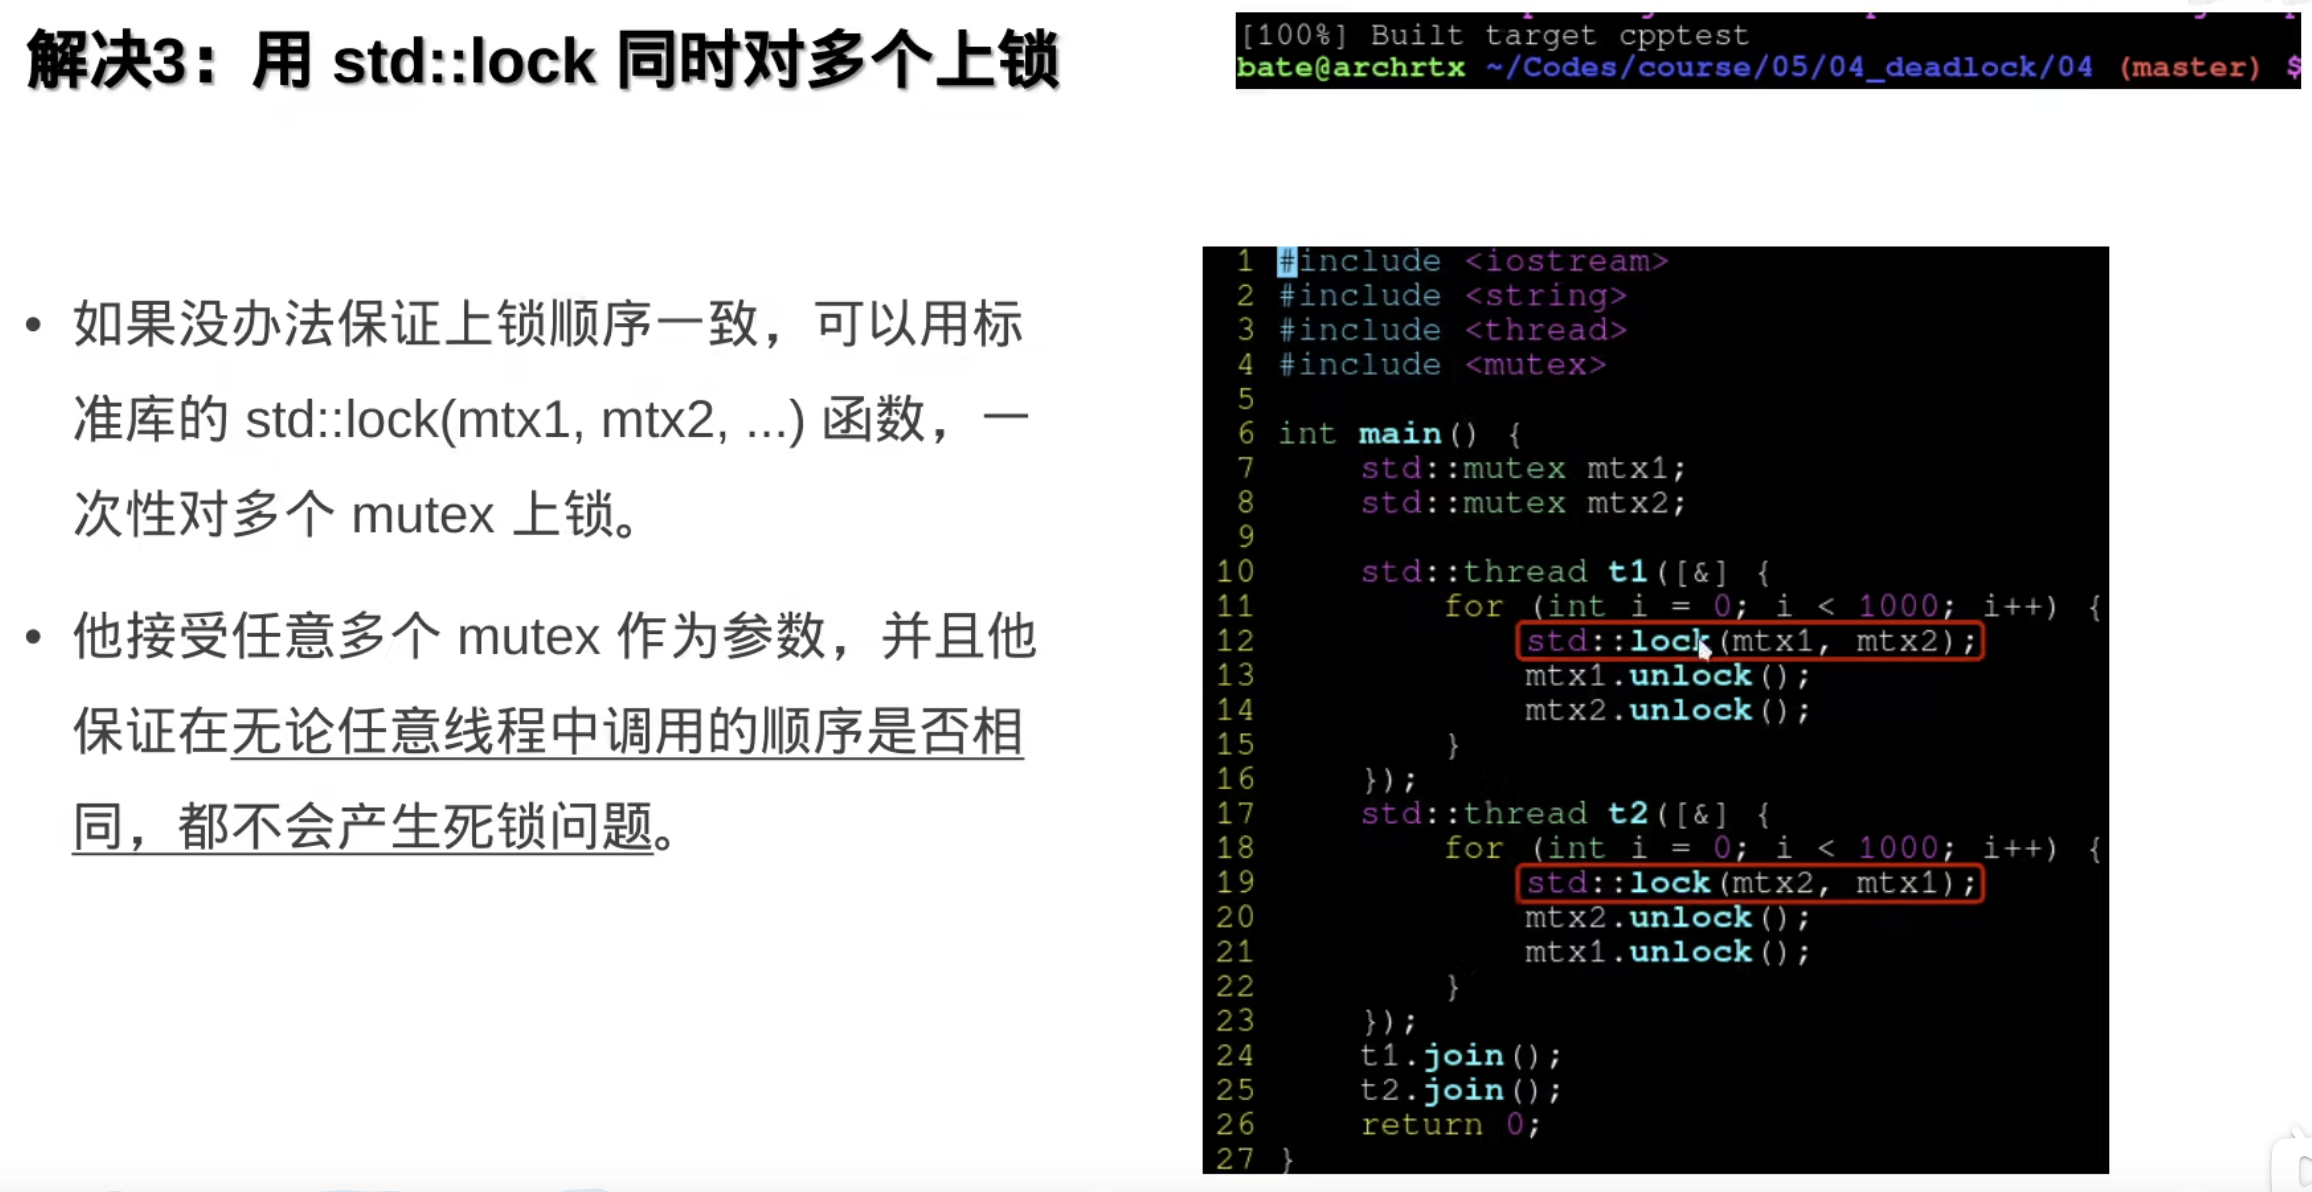 解决3：用 std::lock 同时对多个上锁
[100%] Built target cpptest
bate@archrtx ~/Codes/course/05/04_deadlock/04 (master) $
• 如果没办法保证上锁顺序一致，可以用标
准库的 std::lock(mtx1, mtx2, ...) 函数，一
次性对多个 mutex 上锁。
• 他接受任意多个 mutex 作为参数，并且他
保证在无论任意线程中调用的顺序是否相
同，都不会产生死锁问题。
1 #include <iostream>
2 #include <string>
3 #include <thread>
4 #include <mutex>
5
6 int main() {
7     std::mutex mtx1;
8     std::mutex mtx2;
9
10     std::thread t1([&] {
11         for (int i = 0; i < 1000; i++) {
12             std::lock(mtx1, mtx2);
13             mtx1.unlock();
14             mtx2.unlock();
15         }
16     });
17     std::thread t2([&] {
18         for (int i = 0; i < 1000; i++) {
19             std::lock(mtx2, mtx1);
20             mtx2.unlock();
21             mtx1.unlock();
22         }
23     });
24     t1.join();
25     t2.join();
26     return 0;
27 }